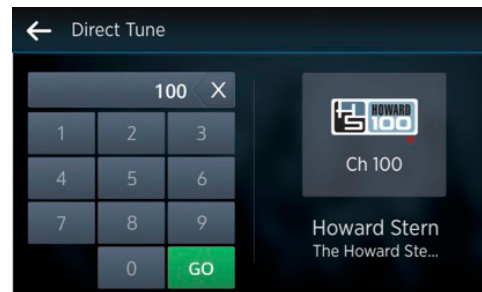 Direct Tune
100 X
1 2 3
4 5 6
7 8 9
0 GO
HS HOWARD 100
Ch 100
Howard Stern
The Howard Ste...